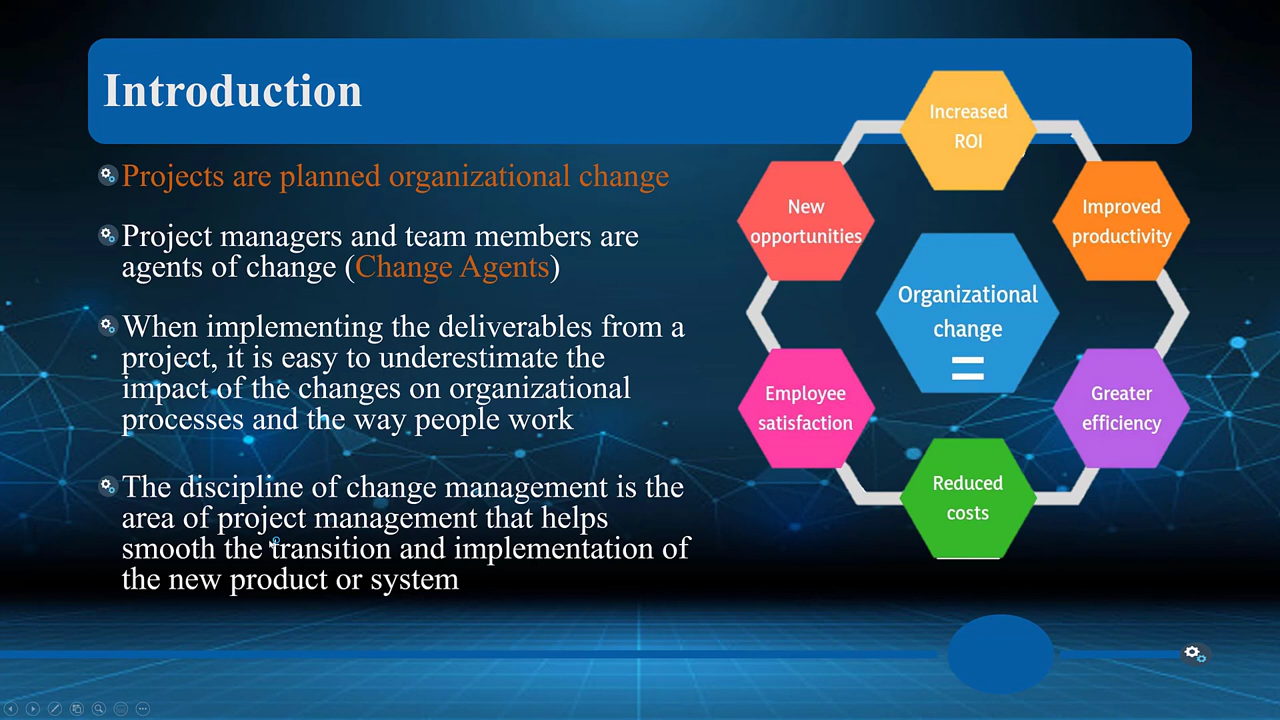 Introduction
Projects are planned organizational change
Project managers and team members are
agents of change (Change Agents)
When implementing the deliverables from a
project, it is easy to underestimate the
impact of the changes on organizational
processes and the way people work
The discipline of change management is the
area of project management that helps
smooth the transition and implementation of
the new product or system
Increased
ROI
Improved
productivity
Greater
efficiency
Reduced
costs
Employee
satisfaction
New
opportunities
Organizational
change
=